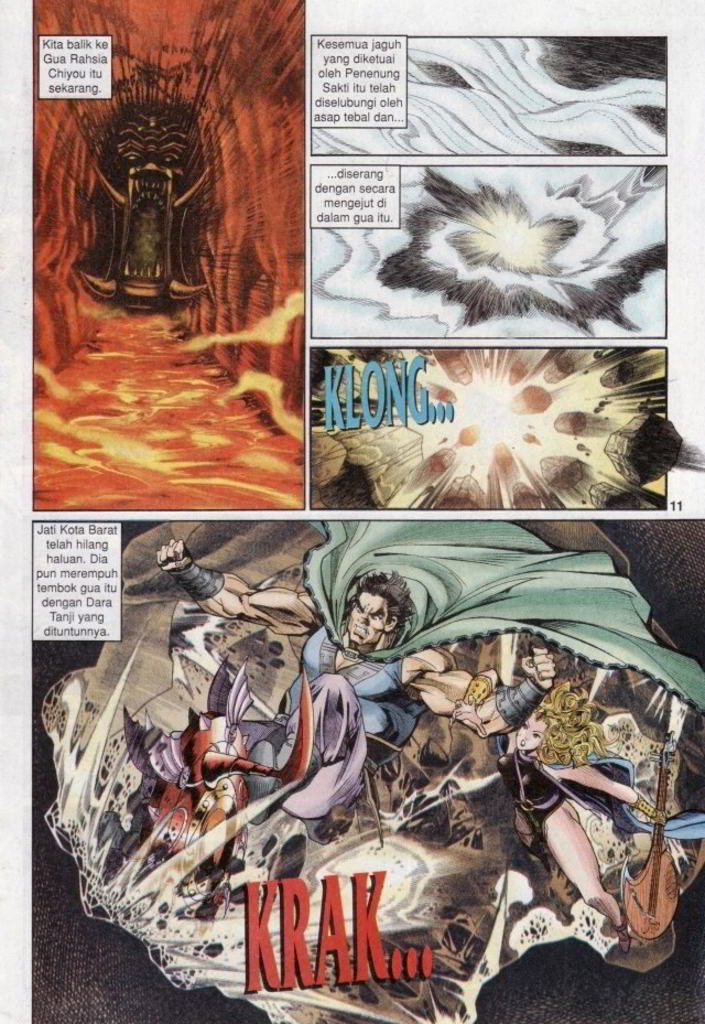 Kita balik ke
Gua Rahsia
Chiyou itu
sekarang.
Kesemua jaguh
yang diketuai
oleh Penenung
Sakti itu telah
diselubungi oleh
asap tebal dan...
...diserang
dengan secara
mengejut di
dalam gua itu.
KLONG...
11
Jati Kota Barat
telah hilang
haluan. Dia
pun merempuh
tembok gua itu
dengan Dara
Tanji yang
dituntunnya.
KRAK...